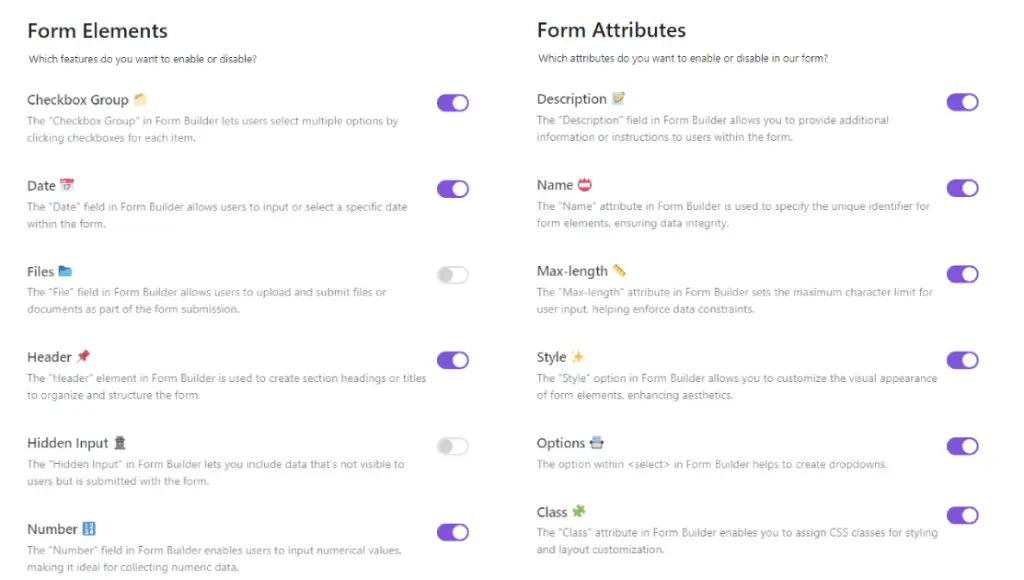 Form Elements
Which features do you want to enable or disable?
Checkbox Group
The "Checkbox Group" in Form Builder lets users select multiple options by
clicking checkboxes for each item.
Date
The "Date" field in Form Builder allows users to input or select a specific date
within the form.
Files
The "File" field in Form Builder allows users to upload and submit files or
documents as part of the form submission.
Header
The "Header" element in Form Builder is used to create section headings or titles
to organize and structure the form
Hidden Input
The "Hidden Input" in Form Builder lets you include data that's not visible to
users but is submitted with the form.
Number
The "Number" field in Form Builder enables users to input numerical values,
making it ideal for collecting numeric data.
Form Attributes
Which attributes do you want to enable or disable in our form?
Description
The "Description" field in Form Builder allows you to provide additional
information or instructions to users within the form.
Name
The "Name" attribute in Form Builder is used to specify the unique identifier for
form elements, ensuring data integrity.
Max-length
The "Max-length" attribute in Form Builder sets the maximum character limit for
user input, helping enforce data constraints.
Style
The "Style" option in Form Builder allows you to customize the visual appearance
of form elements, enhancing aesthetics.
Options
The option within <select> in Form Builder helps to create dropdowns.
Class
The "Class" attribute in Form Builder enables you to assign CSS classes for styling
and layout customization.